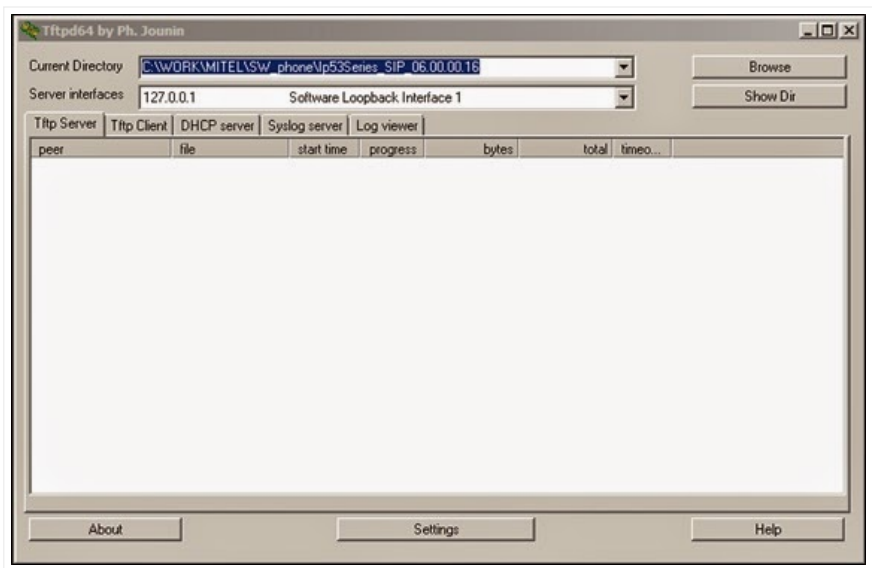 Tftpd64 by Ph. Jounin
Current Directory C:\WORK\MITEL\SW_phone\Ip53Series_SIP_06.00.00.16 Browse
Server interfaces 127.0.0.1 Software Loopback Interface 1 Show Dir
Tftp Server Tftp Client DHCP server Syslog server Log viewer
peer file start time progress bytes total timeo...
About Settings Help